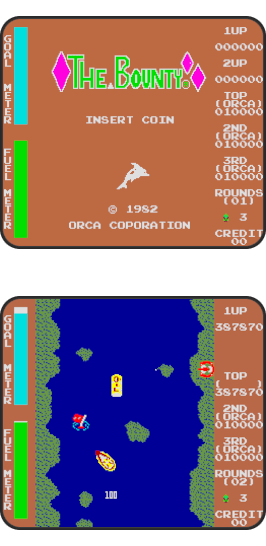 GOAL METER
FUEL METER
THE BOUNTY.
INSERT COIN
© 1982
ORCA COPORATION
1UP
000000
2UP
000000
TOP
(ORCA)
010000
2ND
(ORCA)
010000
3RD
(ORCA)
010000
ROUNDS
(01)
3
CREDIT
00
GOAL METER
FUEL METER
100
1UP
387870
TOP
( )
387870
2ND
(ORCA)
010000
3RD
(ORCA)
010000
ROUNDS
(02)
3
CREDIT
00